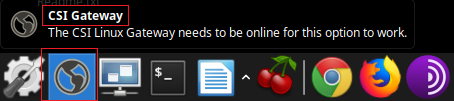 CSI Gateway
The CSI Linux Gateway needs to be online for this option to work.
>_